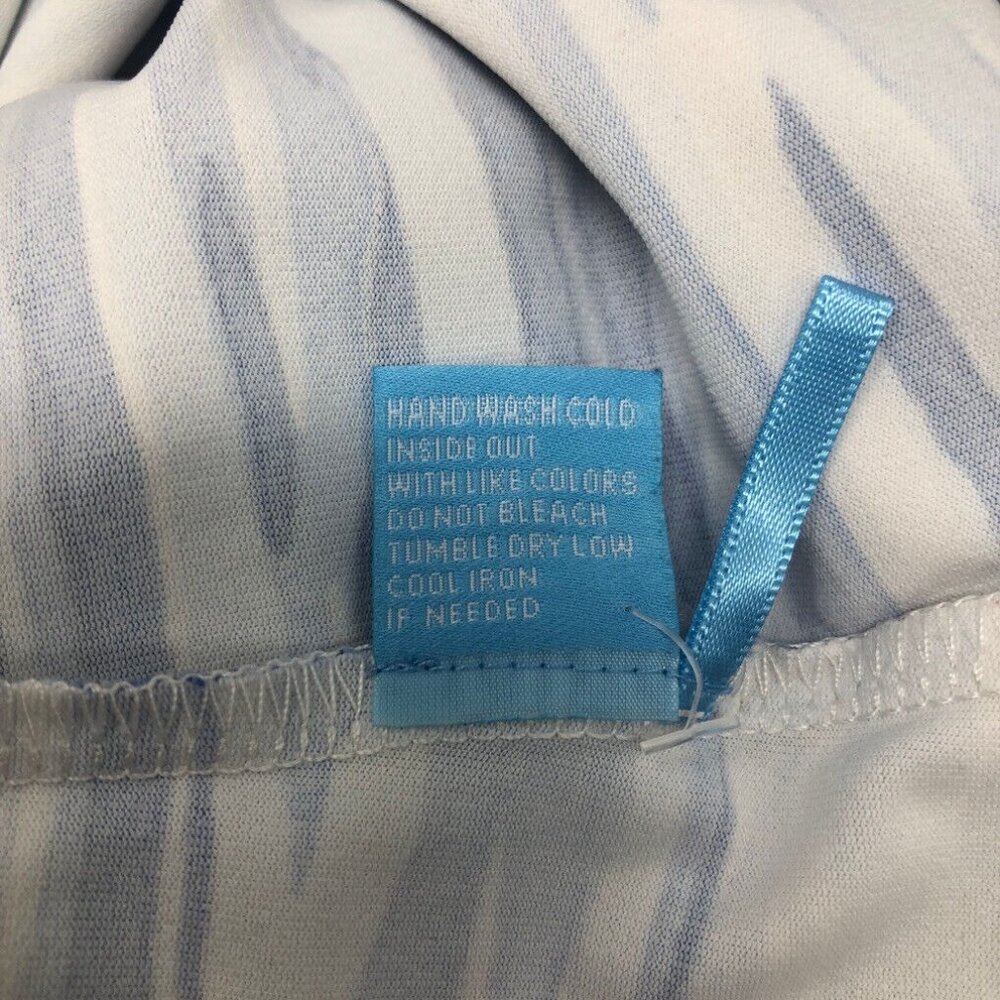 HAND WASH COLD
INSIDE OUT
WITH LIKE COLORS
DO NOT BLEACH
TUMBLE DRY LOW
COOL IRON
IF NEEDED